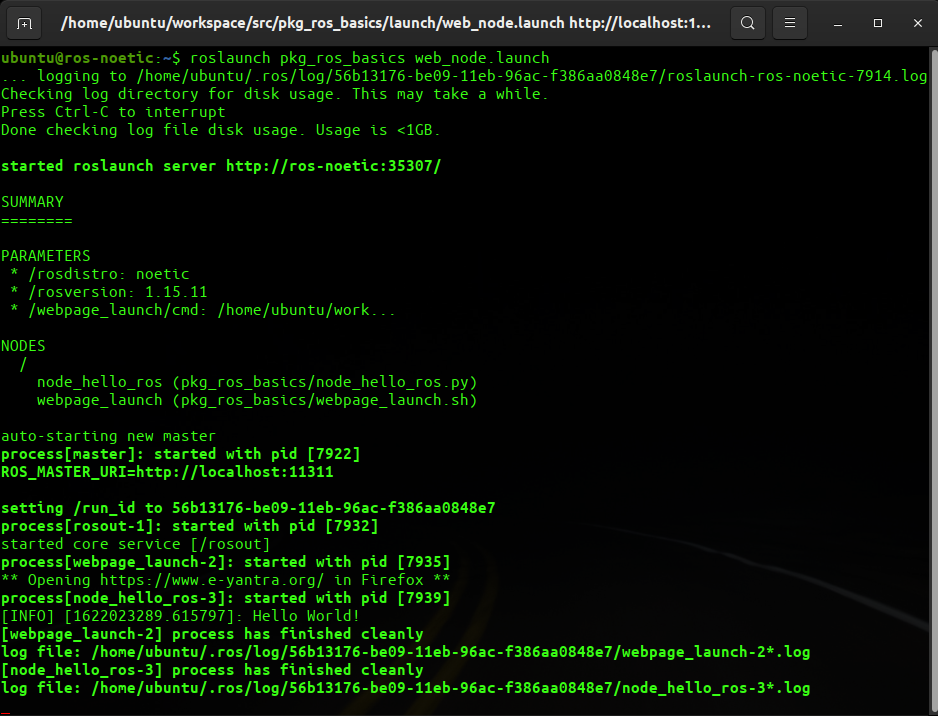 /home/ubuntu/workspace/src/pkg_ros_basics/launch/web_node.launch http://localhost:1...
ubuntu@ros-noetic:~$ roslaunch pkg_ros_basics web_node.launch
... logging to /home/ubuntu/.ros/log/56b13176-be09-11eb-96ac-f386aa0848e7/roslaunch-ros-noetic-7914.log
Checking log directory for disk usage. This may take a while.
Press Ctrl-C to interrupt
Done checking log file disk usage. Usage is <1GB.
started roslaunch server http://ros-noetic:35307/
SUMMARY
========
PARAMETERS
* /rosdistro: noetic
* /rosversion: 1.15.11
* /webpage_launch/cmd: /home/ubuntu/work...
NODES
/
node_hello_ros (pkg_ros_basics/node_hello_ros.py)
webpage_launch (pkg_ros_basics/webpage_launch.sh)
auto-starting new master
process[master]: started with pid [7922]
ROS_MASTER_URI=http://localhost:11311
setting /run_id to 56b13176-be09-11eb-96ac-f386aa0848e7
process[rosout-1]: started with pid [7932]
started core service [/rosout]
process[webpage_launch-2]: started with pid [7935]
** Opening https://www.e-yantra.org/ in Firefox **
process[node_hello_ros-3]: started with pid [7939]
[INFO] [1622023289.615797]: Hello World!
[webpage_launch-2] process has finished cleanly
log file: /home/ubuntu/.ros/log/56b13176-be09-11eb-96ac-f386aa0848e7/webpage_launch-2*.log
[node_hello_ros-3] process has finished cleanly
log file: /home/ubuntu/.ros/log/56b13176-be09-11eb-96ac-f386aa0848e7/node_hello_ros-3*.log